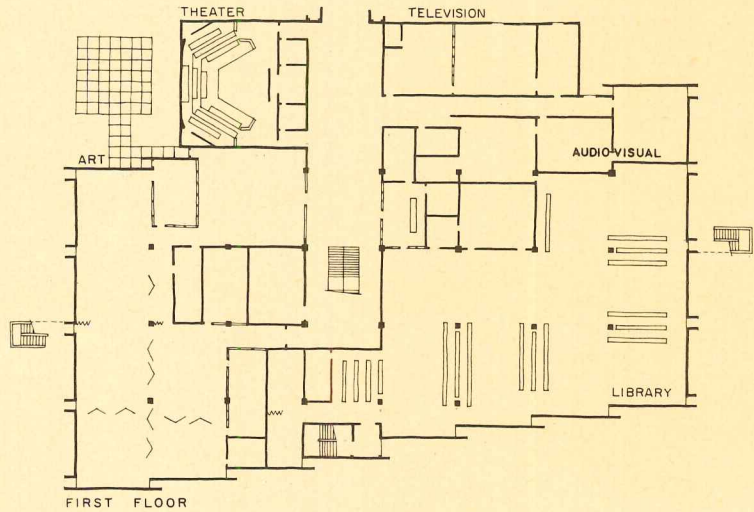 THEATER
TELEVISION
ART
AUDIO-VISUAL
LIBRARY
FIRST FLOOR